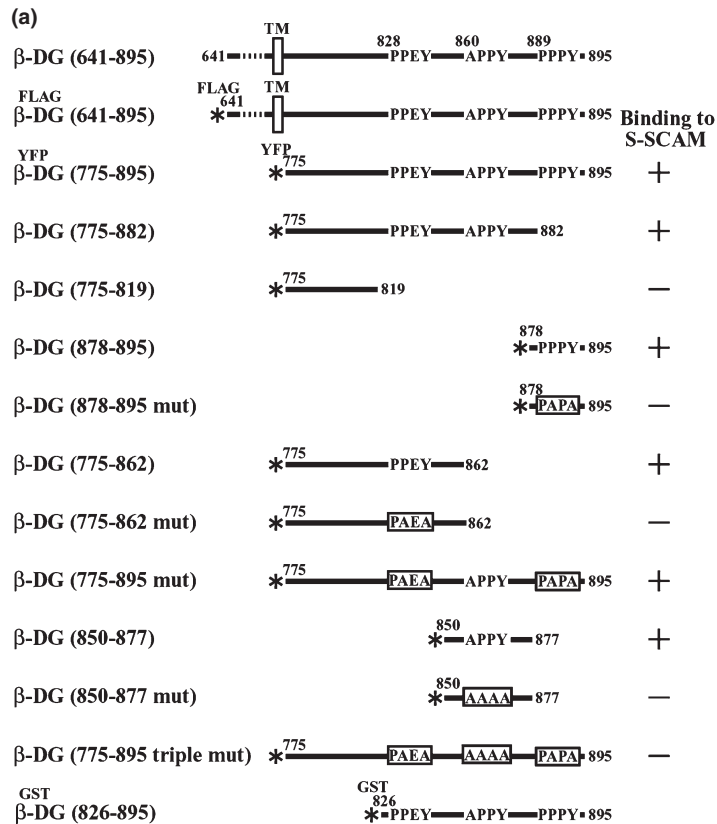 (a)
TM
828 860 889
β-DG (641-895) 641 PPEY APPY PPPY 895
FLAG FLAG TM
β-DG (641-895) * 641 PPEY APPY PPPY 895
Binding to
S-SCAM
YFP YFP
β-DG (775-895) * 775 PPEY APPY PPPY 895 +
β-DG (775-882) * 775 PPEY APPY 882 +
β-DG (775-819) * 775 819 −
β-DG (878-895) * 878 PPPY 895 +
β-DG (878-895 mut) * 878 PAPA 895 −
β-DG (775-862) * 775 PPEY 862 +
β-DG (775-862 mut) * 775 PAEA 862 −
β-DG (775-895 mut) * 775 PAEA APPY PAPA 895 +
β-DG (850-877) * 850 APPY 877 +
β-DG (850-877 mut) * 850 AAAA 877 −
β-DG (775-895 triple mut) * 775 PAEA AAAA PAPA 895 −
GST GST
β-DG (826-895) * 826 PPEY APPY PPPY 895